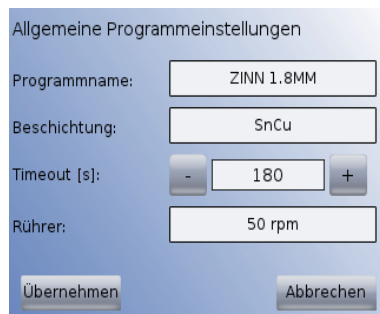 Allgemeine Programmeinstellungen
Programmname: ZINN 1.8MM
Beschichtung: SnCu
Timeout [s]: - 180 +
Rührer: 50 rpm
Übernehmen Abbrechen